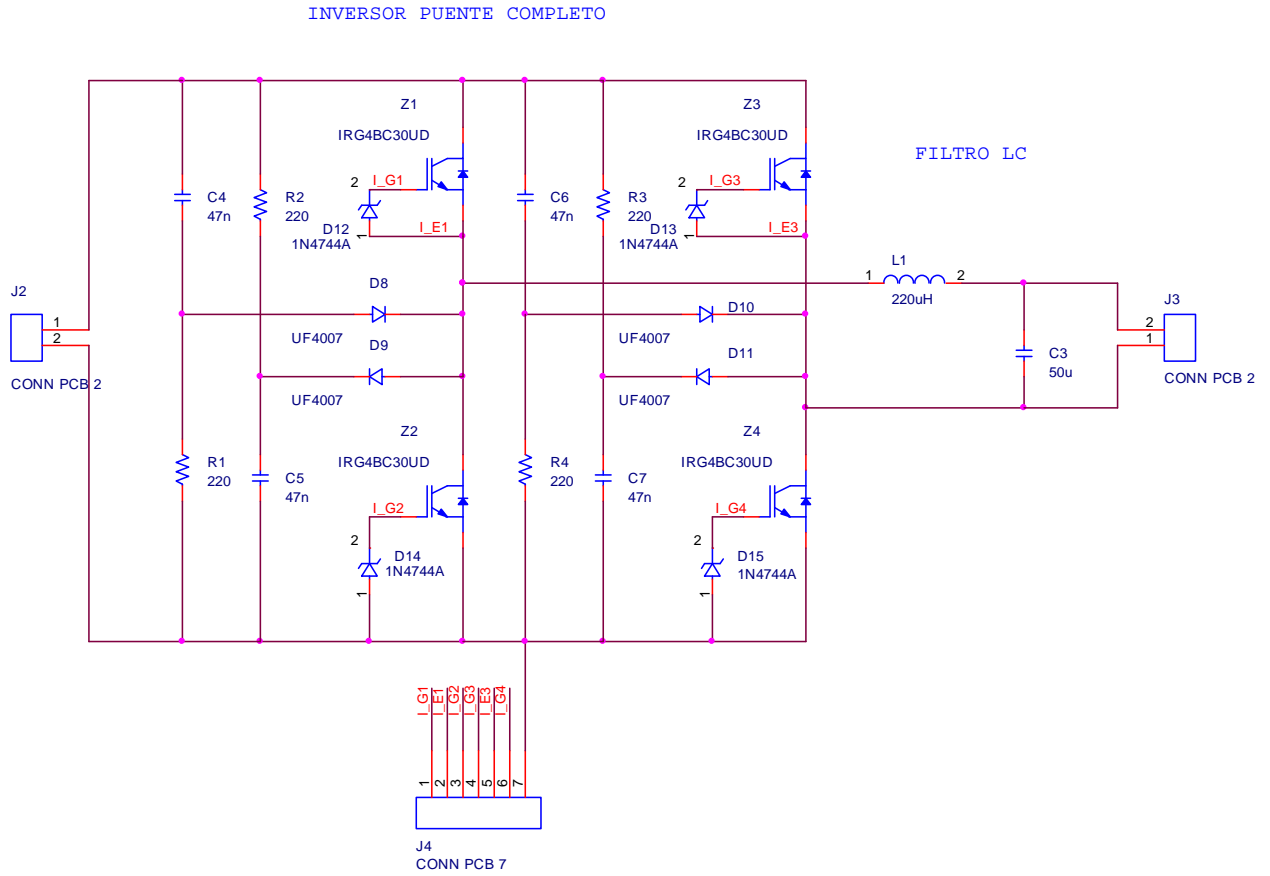 INVERSOR PUENTE COMPLETO
Z1
IRG4BC30UD
Z3
IRG4BC30UD
FILTRO LC
2
I_G1
2
I_G3
C4
47n
R2
220
D12
1N4744A
1
I_E1
C6
47n
R3
220
D13
1N4744A
1
I_E3
L1
1
2
220uH
J2
1
2
CONN PCB 2
D8
UF4007
D9
UF4007
D10
UF4007
D11
UF4007
J3
2
1
CONN PCB 2
C3
50u
Z2
IRG4BC30UD
Z4
IRG4BC30UD
R1
220
C5
47n
I_G2
R4
220
C7
47n
I_G4
2
D14
1N4744A
1
2
D15
1N4744A
1
I_G1
I_E1
I_G2
I_G3
I_E3
I_G4
1
2
3
4
5
6
7
J4
CONN PCB 7